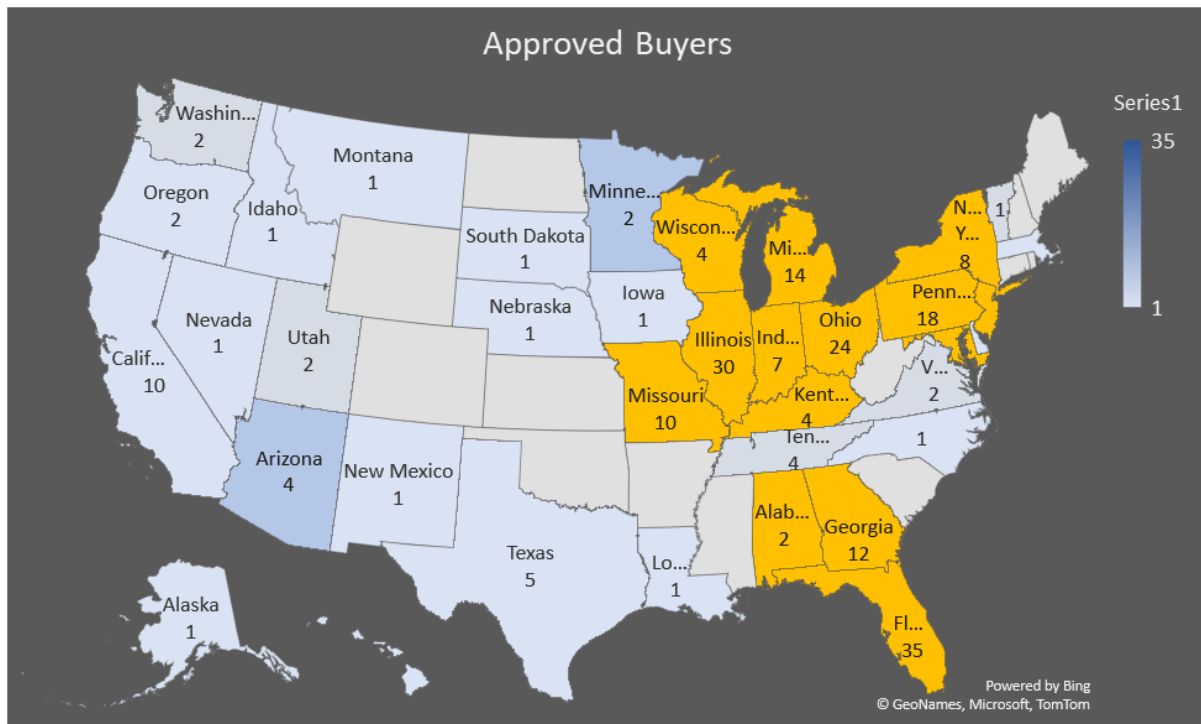 Approved Buyers
Series1
35
1
Washin...
2
Montana
1
Oregon
2
Idaho
1
Minne...
2
Wiscon...
4
Mi...
14
N...
Y...
8
1
South Dakota
1
Nebraska
1
Iowa
1
Penn...
18
Nevada
1
Utah
2
Calif...
10
Illinois
30
Ind...
7
Ohio
24
V...
2
Missouri
10
Kent...
4
Ten...
4
1
Arizona
4
New Mexico
1
Texas
5
Lo...
1
Alab...
2
Georgia
12
Fl...
35
Alaska
1
Powered by Bing
© GeoNames, Microsoft, TomTom